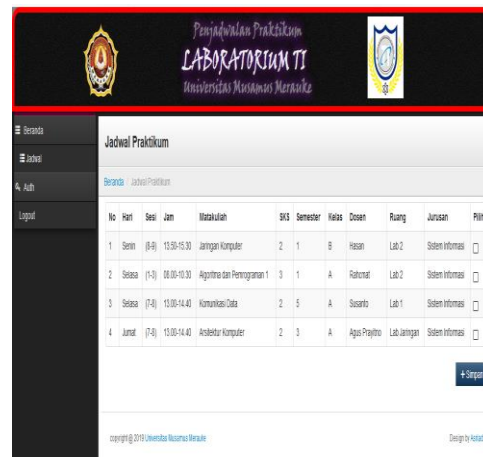 Penjadwalan Praktikum
LABORATORIUM TI
Universitas Musamus Merauke
Beranda
Jadwal
Auth
Logout
Jadwal Praktikum
Beranda / Jadwal Praktikum
No Hari Sesi Jam Matakuliah SKS Semester Kelas Dosen Ruang Jurusan Pilih
1 Senin (8-9) 13:50-15.30 Jaringan Komputer 2 1 B Hasan Lab 2 Sistem Informasi
2 Selasa (1-3) 08.00-10.30 Algoritma dan Pemrograman 1 3 1 A Rahomat Lab 2 Sistem Informasi
3 Selasa (7-8) 13.00-14.40 Komunikasi Data 2 5 A Susanto Lab 1 Sistem Informasi
4 Jumat (7-8) 13.00-14.40 Arsitektur Komputer 2 3 A Agus Prayitno Lab Jaringan Sistem Informasi
+ Simpan
copyright @ 2019 Universitas Musamus Merauke
Design by